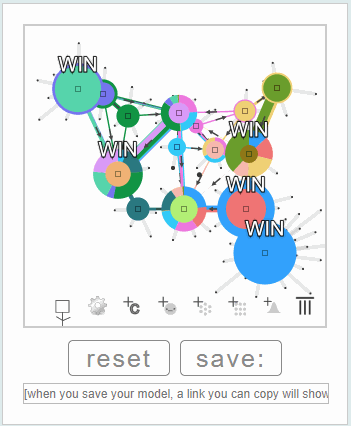 WIN
WIN
WIN
WIN
WIN
+C
reset
save:
[when you save your model, a link you can copy will show